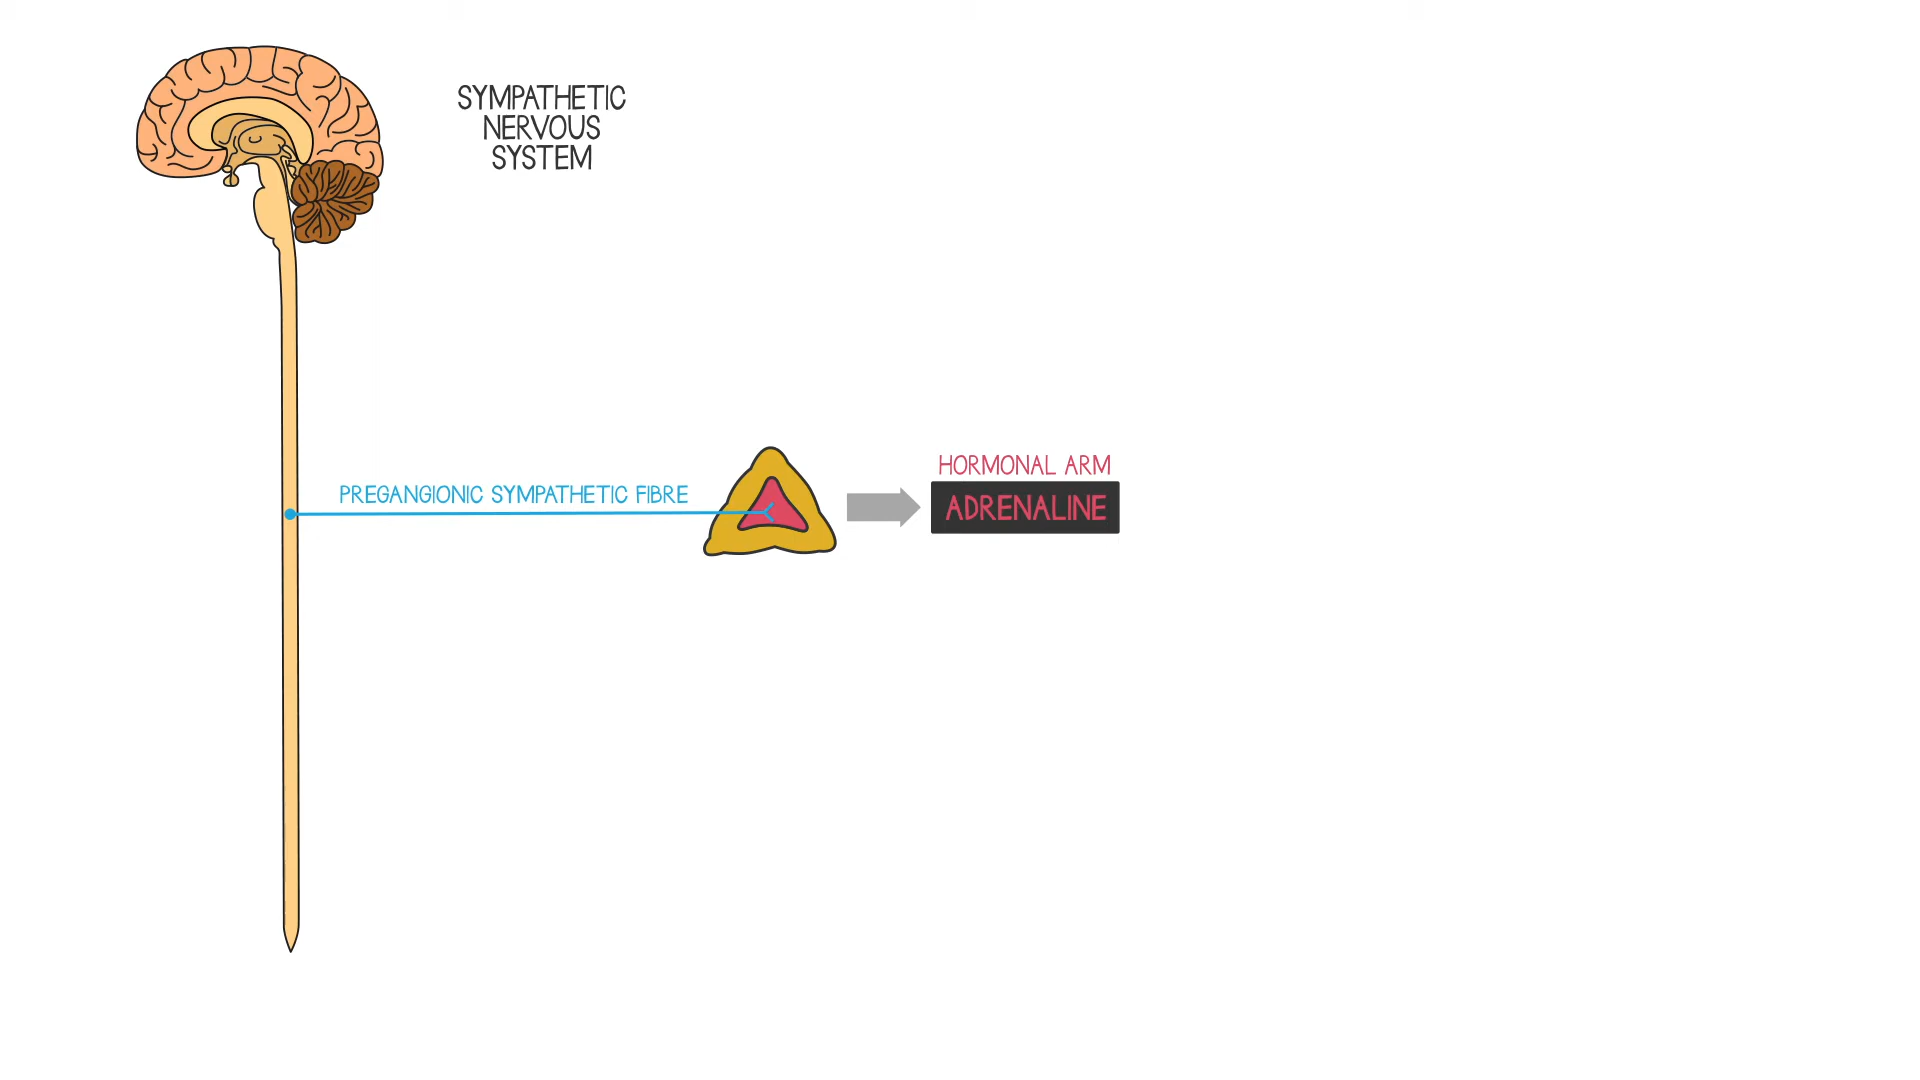 SYMPATHETIC
NERVOUS
SYSTEM
PREGANGIONIC SYMPATHETIC FIBRE
HORMONAL ARM
ADRENALINE